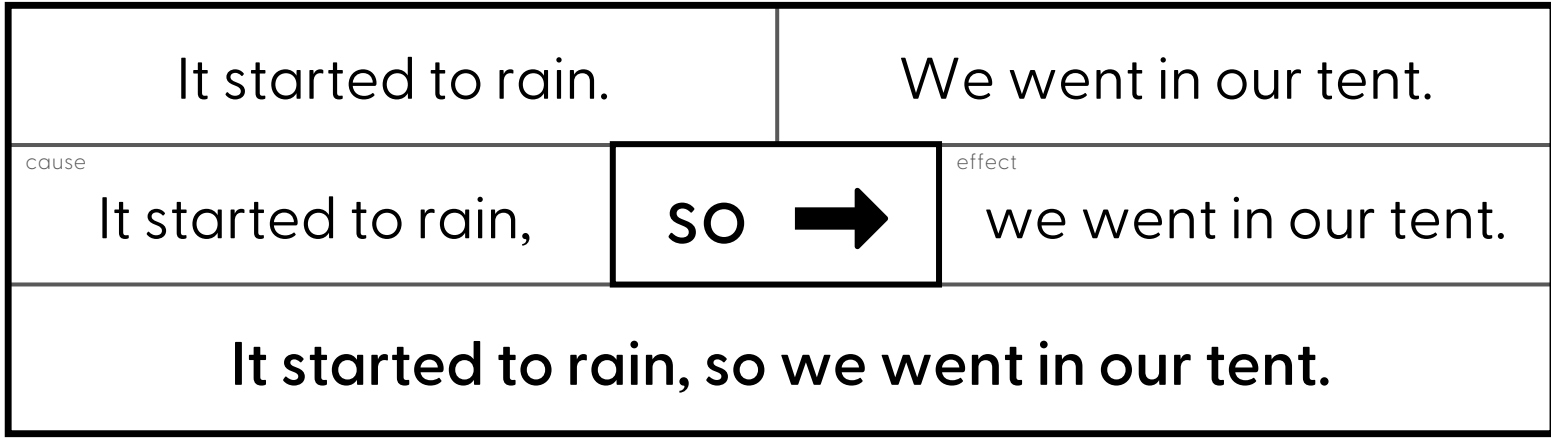 It started to rain.
We went in our tent.
cause
It started to rain,
so
effect
we went in our tent.
It started to rain, so we went in our tent.